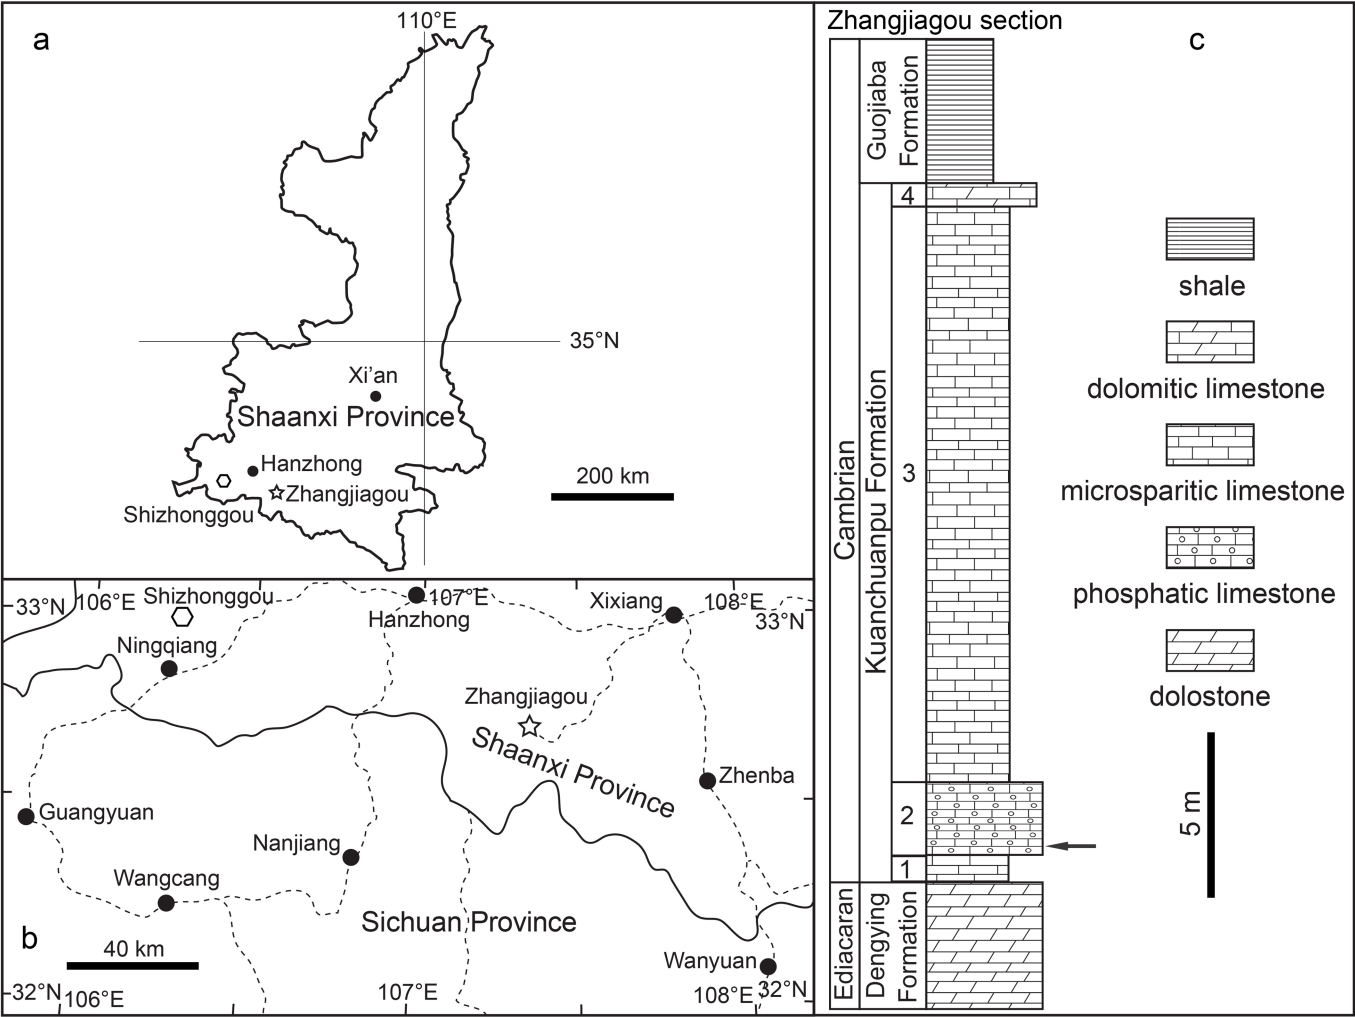 a
110°E
35°N
Xi'an
Shaanxi Province
Hanzhong
Zhangjiagou
Shizhonggou
200 km
33°N
106°E
Shizhonggou
Hanzhong
107°E
Xixiang
108°E
33°N
Ningqiang
Zhangjiagou
Shaanxi Province
Zhenba
Guangyuan
Nanjiang
Wangcang
Sichuan Province
Wanyuan
b
40 km
32°N
106°E
107°E
108°E
32°N
Zhangjiagou section
c
Guojiaba
Formation
4
3
2
1
Cambrian
Kuanchuanpu Formation
Ediacaran
Dengying
Formation
shale
dolomitic limestone
microsparitic limestone
phosphatic limestone
dolostone
5 m